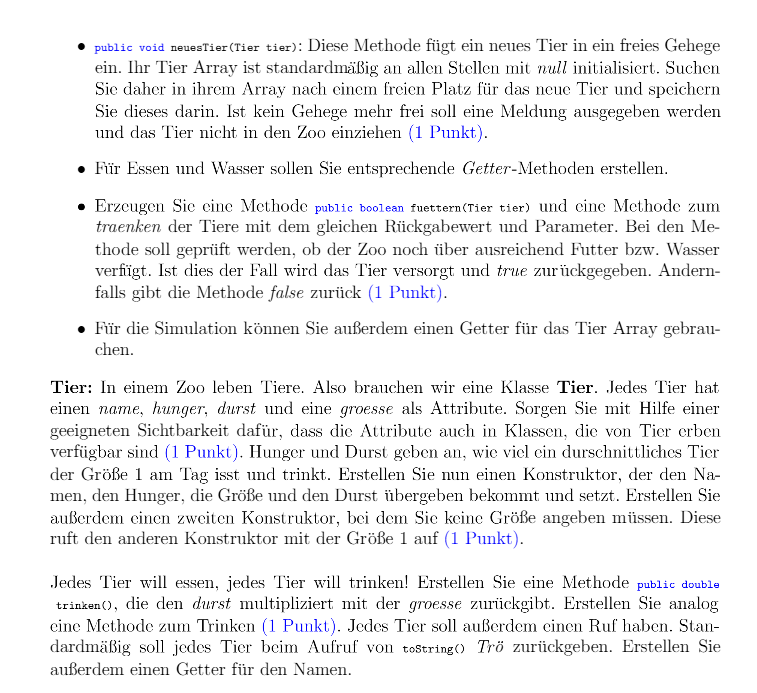 • public void neuesTier(Tier tier): Diese Methode fügt ein neues Tier in ein freies Gehege
ein. Ihr Tier Array ist standardmäßig an allen Stellen mit null initialisiert. Suchen
Sie daher in ihrem Array nach einem freien Platz für das neue Tier und speichern
Sie dieses darin. Ist kein Gehege mehr frei soll eine Meldung ausgegeben werden
und das Tier nicht in den Zoo einziehen (1 Punkt).
• Für Essen und Wasser sollen Sie entsprechende Getter-Methoden erstellen.
• Erzeugen Sie eine Methode public boolean fuettern(Tier tier) und eine Methode zum
traenken der Tiere mit dem gleichen Rückgabewert und Parameter. Bei den Me-
thode soll geprüft werden, ob der Zoo noch über ausreichend Futter bzw. Wasser
verfïgt. Ist dies der Fall wird das Tier versorgt und true zurückgegeben. Andern-
falls gibt die Methode false zurück (1 Punkt).
• Für die Simulation können Sie außerdem einen Getter für das Tier Array gebrau-
chen.
Tier: In einem Zoo leben Tiere. Also brauchen wir eine Klasse Tier. Jedes Tier hat
einen name, hunger, durst und eine groesse als Attribute. Sorgen Sie mit Hilfe einer
geeigneten Sichtbarkeit dafür, dass die Attribute auch in Klassen, die von Tier erben
verfügbar sind (1 Punkt). Hunger und Durst geben an, wie viel ein durschnittliches Tier
der Größe 1 am Tag isst und trinkt. Erstellen Sie nun einen Konstruktor, der den Na-
men, den Hunger, die Größe und den Durst übergeben bekommt und setzt. Erstellen Sie
außerdem einen zweiten Konstruktor, bei dem Sie keine Größe angeben müssen. Diese
ruft den anderen Konstruktor mit der Größe 1 auf (1 Punkt).
Jedes Tier will essen, jedes Tier will trinken! Erstellen Sie eine Methode public double
trinken(), die den durst multipliziert mit der groesse zurückgibt. Erstellen Sie analog
eine Methode zum Trinken (1 Punkt). Jedes Tier soll außerdem einen Ruf haben. Stan-
dardmäßig soll jedes Tier beim Aufruf von toString() Trö zurückgeben. Erstellen Sie
außerdem einen Getter für den Namen.